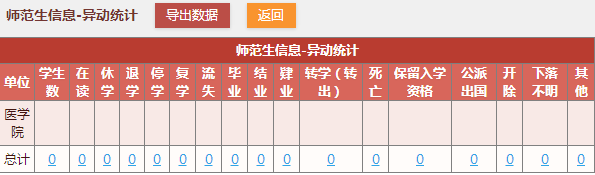 师范生信息-异动统计 导出数据 返回
师范生信息-异动统计
单位 学生数 在读 休学 退学 停学 复学 流失 毕业 结业 肄业 转学（转出） 死亡 保留入学资格 公派出国 开除 下落不明 其他
医学院
总计 0 0 0 0 0 0 0 0 0 0 0 0 0 0 0 0 0